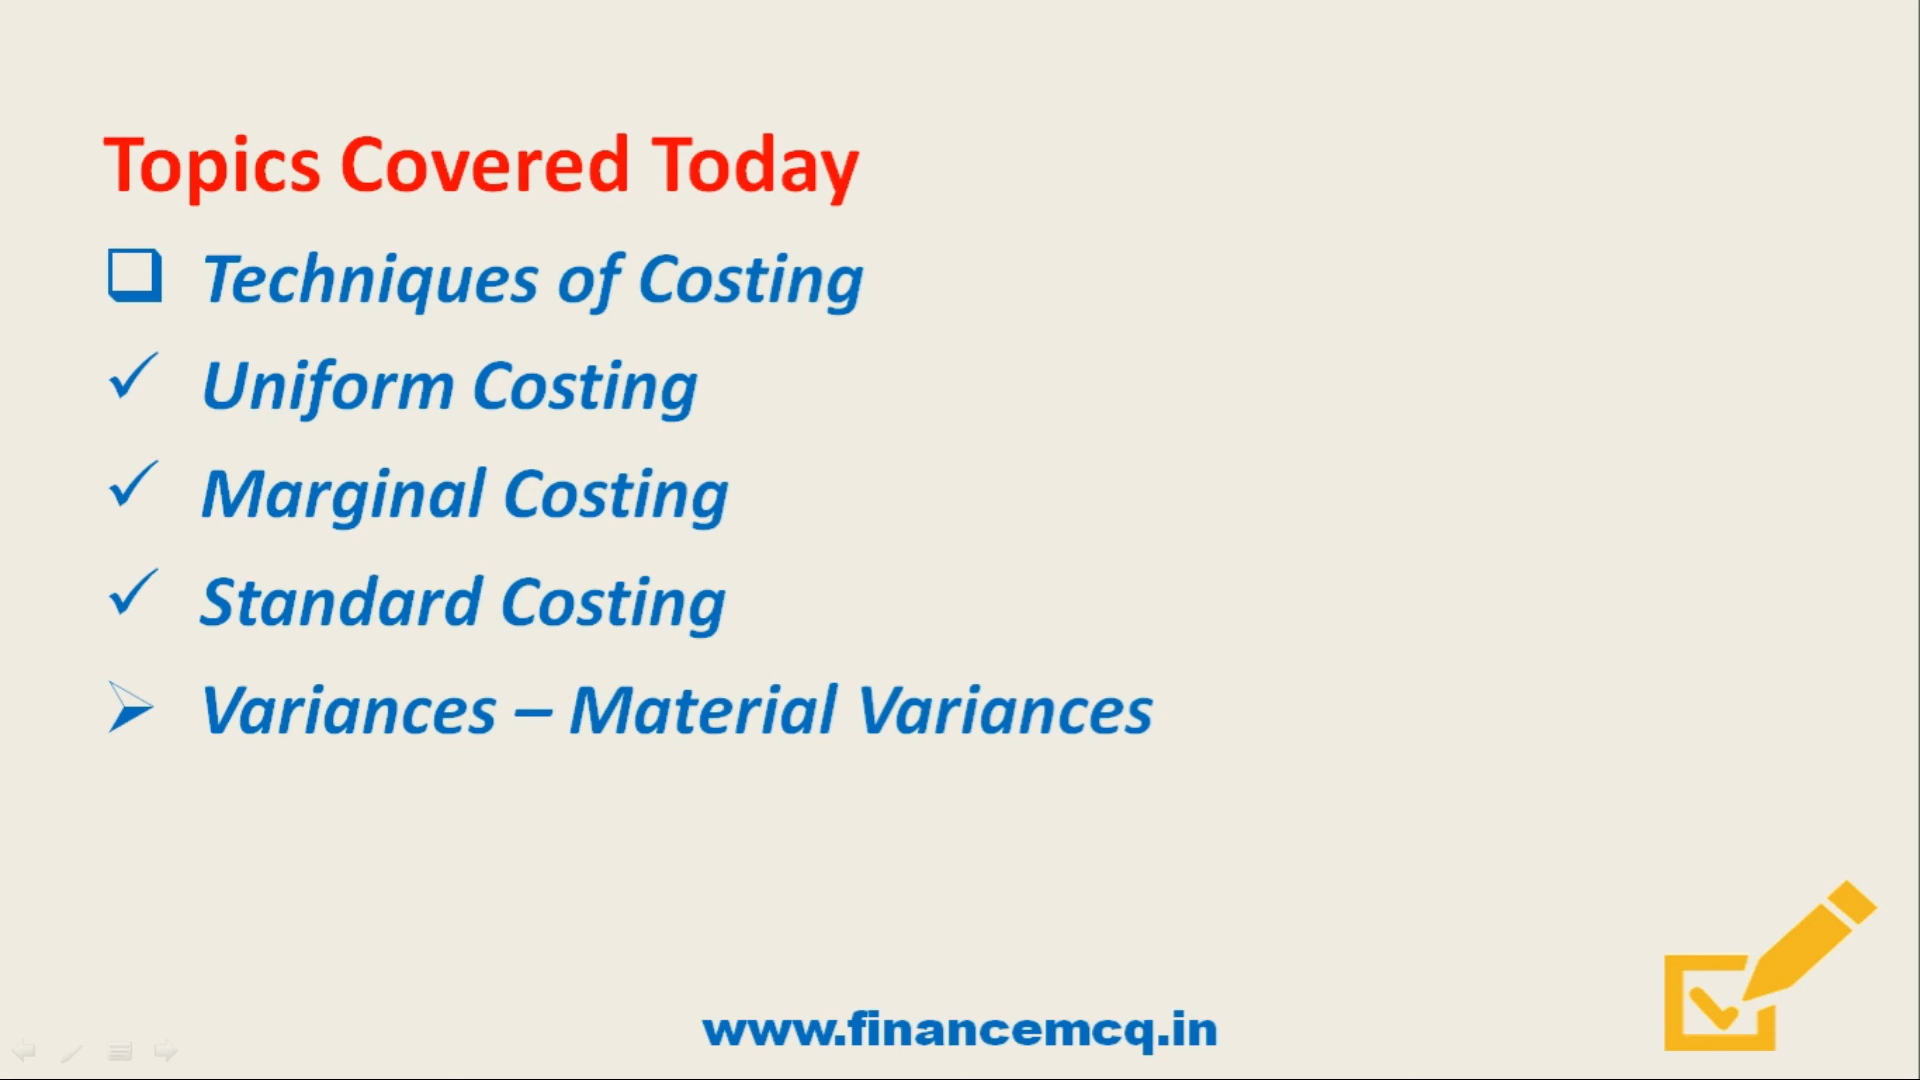 Topics Covered Today
Techniques of Costing
Uniform Costing
Marginal Costing
Standard Costing
Variances – Material Variances
www.financemcq.in